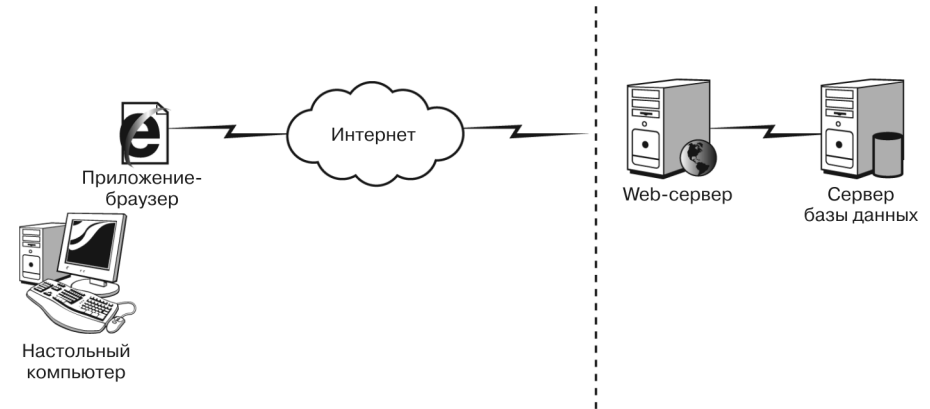 Интернет
Приложение-
браузер
Web-сервер
Сервер
базы данных
Настольный
компьютер